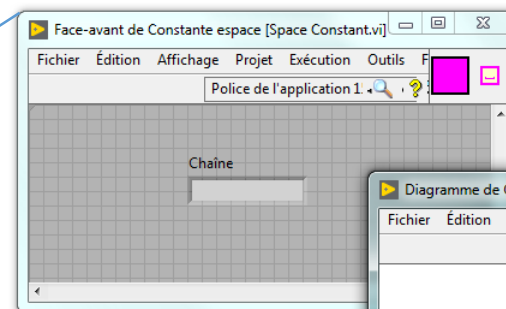 Face-avant de Constante espace [Space Constant.vi]
Fichier Édition Affichage Projet Exécution Outils F
Police de l'application 1
Chaîne
Diagramme de
Fichier Édition